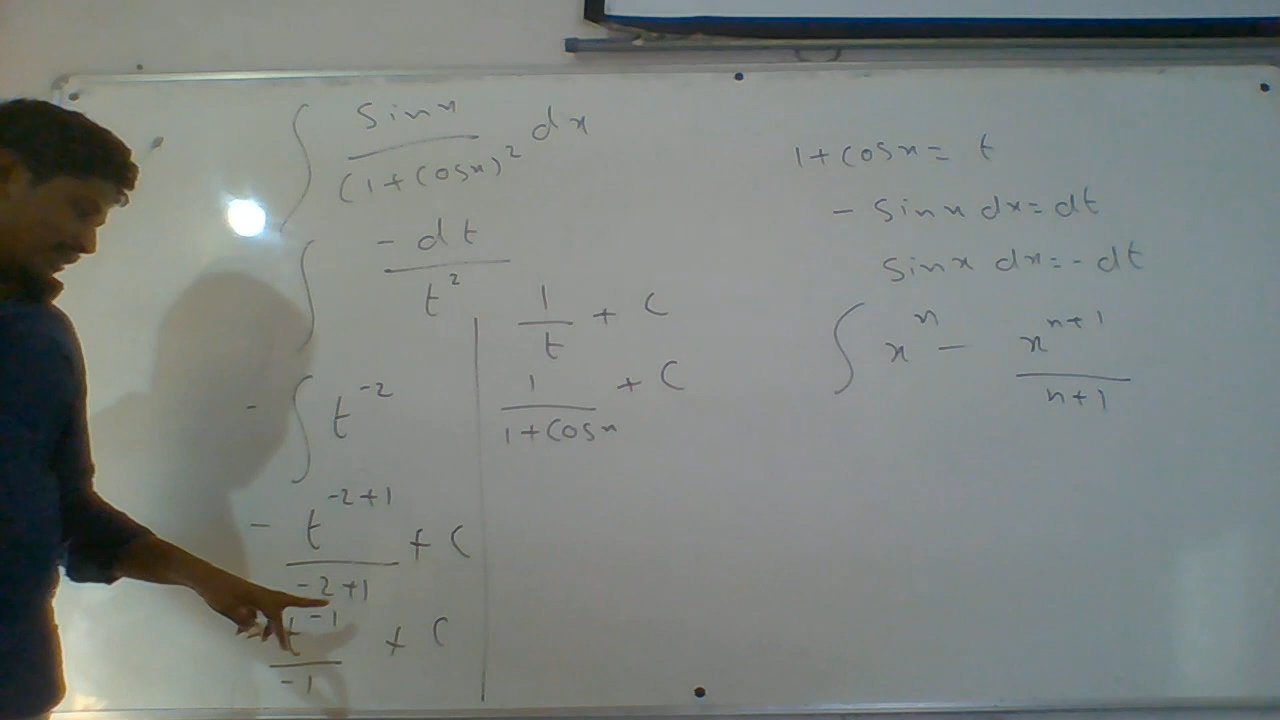 ∫ sinx / (1+cosx)² dx
∫ -dt / t²
- ∫ t⁻²
- t⁻²⁺¹ / -2+1 + C
t⁻¹ / -1 + C
1 / t + C
1 / 1+cosx + C
1+cosx = t
- sinx dx = dt
sinx dx = - dt
∫ xⁿ - xⁿ⁺¹ / n+1